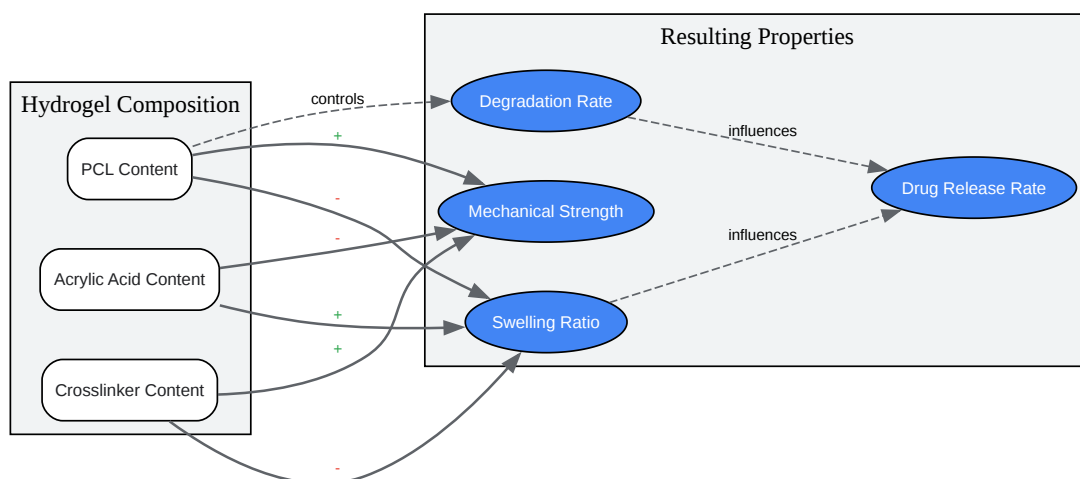 Resulting Properties
Hydrogel Composition
controls
Degradation Rate
+
influences
PCL Content
Drug Release Rate
-
Mechanical Strength
-
influences
Acrylic Acid Content
+
Swelling Ratio
+
Crosslinker Content
-